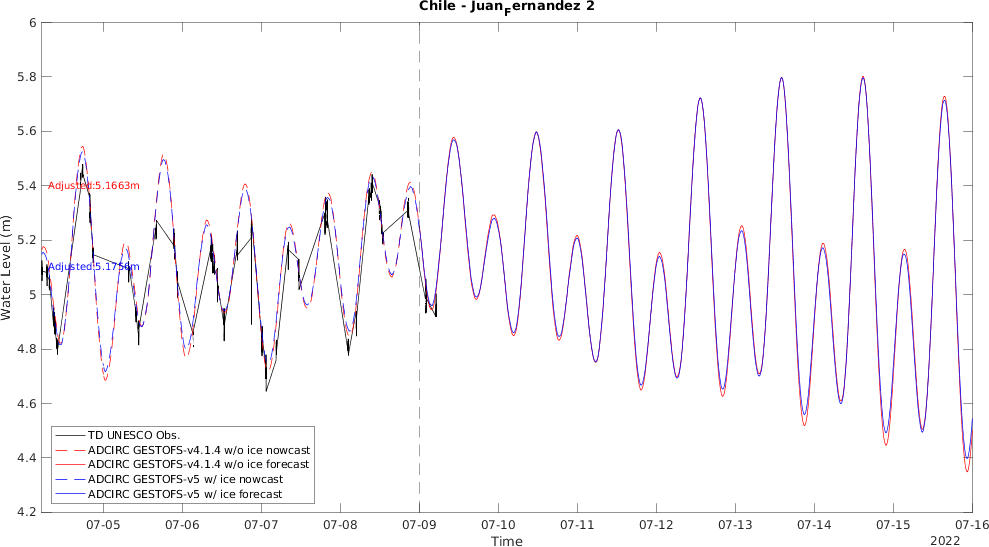 Chile - Juan_Fernandez 2
6
5.8
5.6
5.4
5.2
5
4.8
4.6
4.4
4.2
Water Level (m)
Adjusted:5.1663m
Adjusted:5.1756m
TD UNESCO Obs.
ADCIRC GESTOFS-v4.1.4 w/o ice nowcast
ADCIRC GESTOFS-v4.1.4 w/o ice forecast
ADCIRC GESTOFS-v5 w/ ice nowcast
ADCIRC GESTOFS-v5 w/ ice forecast
07-05 07-06 07-07 07-08 07-09 07-10 07-11 07-12 07-13 07-14 07-15 07-16
Time
2022